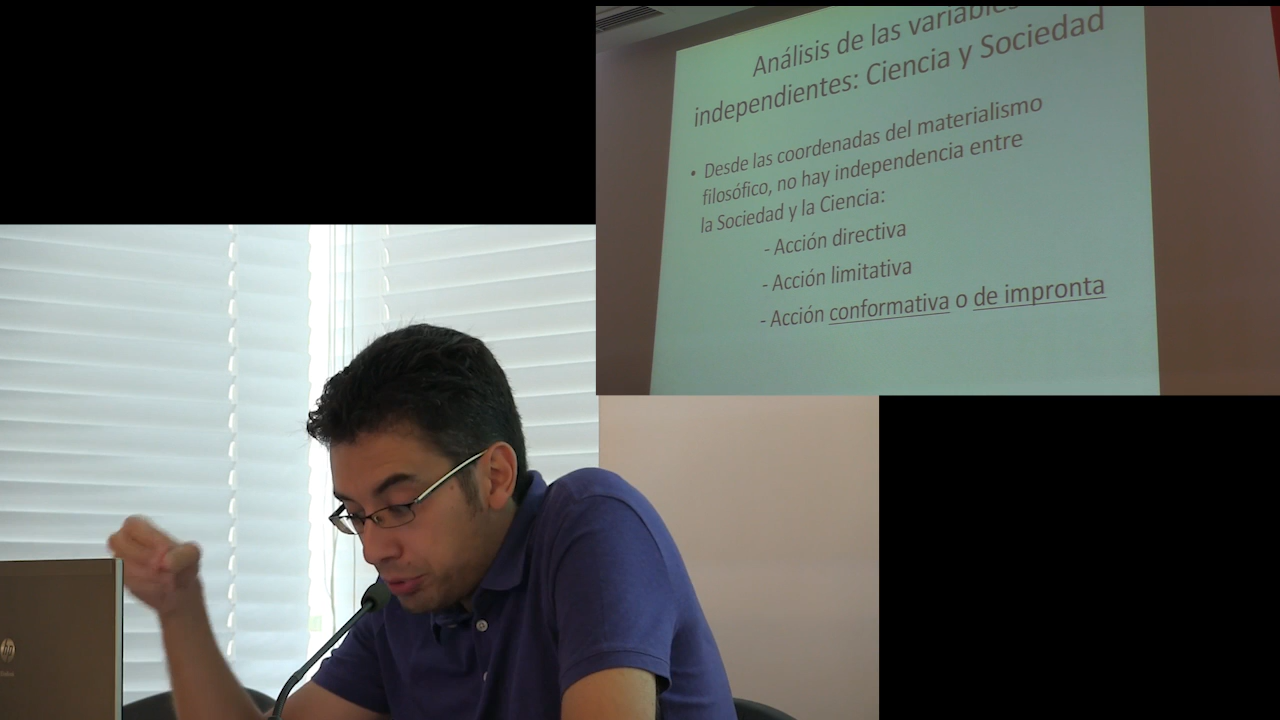 Análisis de las variables
independientes: Ciencia y Sociedad
• Desde las coordenadas del materialismo
filosófico, no hay independencia entre
la Sociedad y la Ciencia:
- Acción directiva
- Acción limitativa
- Acción conformativa o de impronta
hp